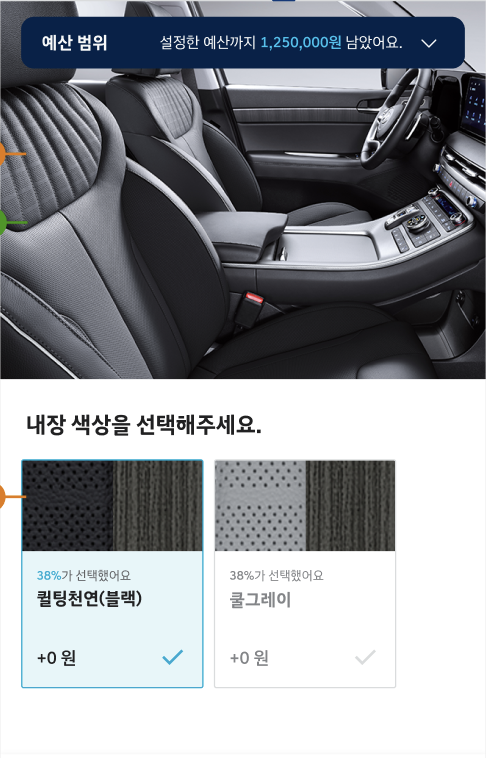 예산 범위 설정한 예산까지 1,250,000원 남았어요.
내장 색상을 선택해주세요.
38%가 선택했어요
퀼팅천연(블랙)
+0 원
38%가 선택했어요
쿨그레이
+0 원